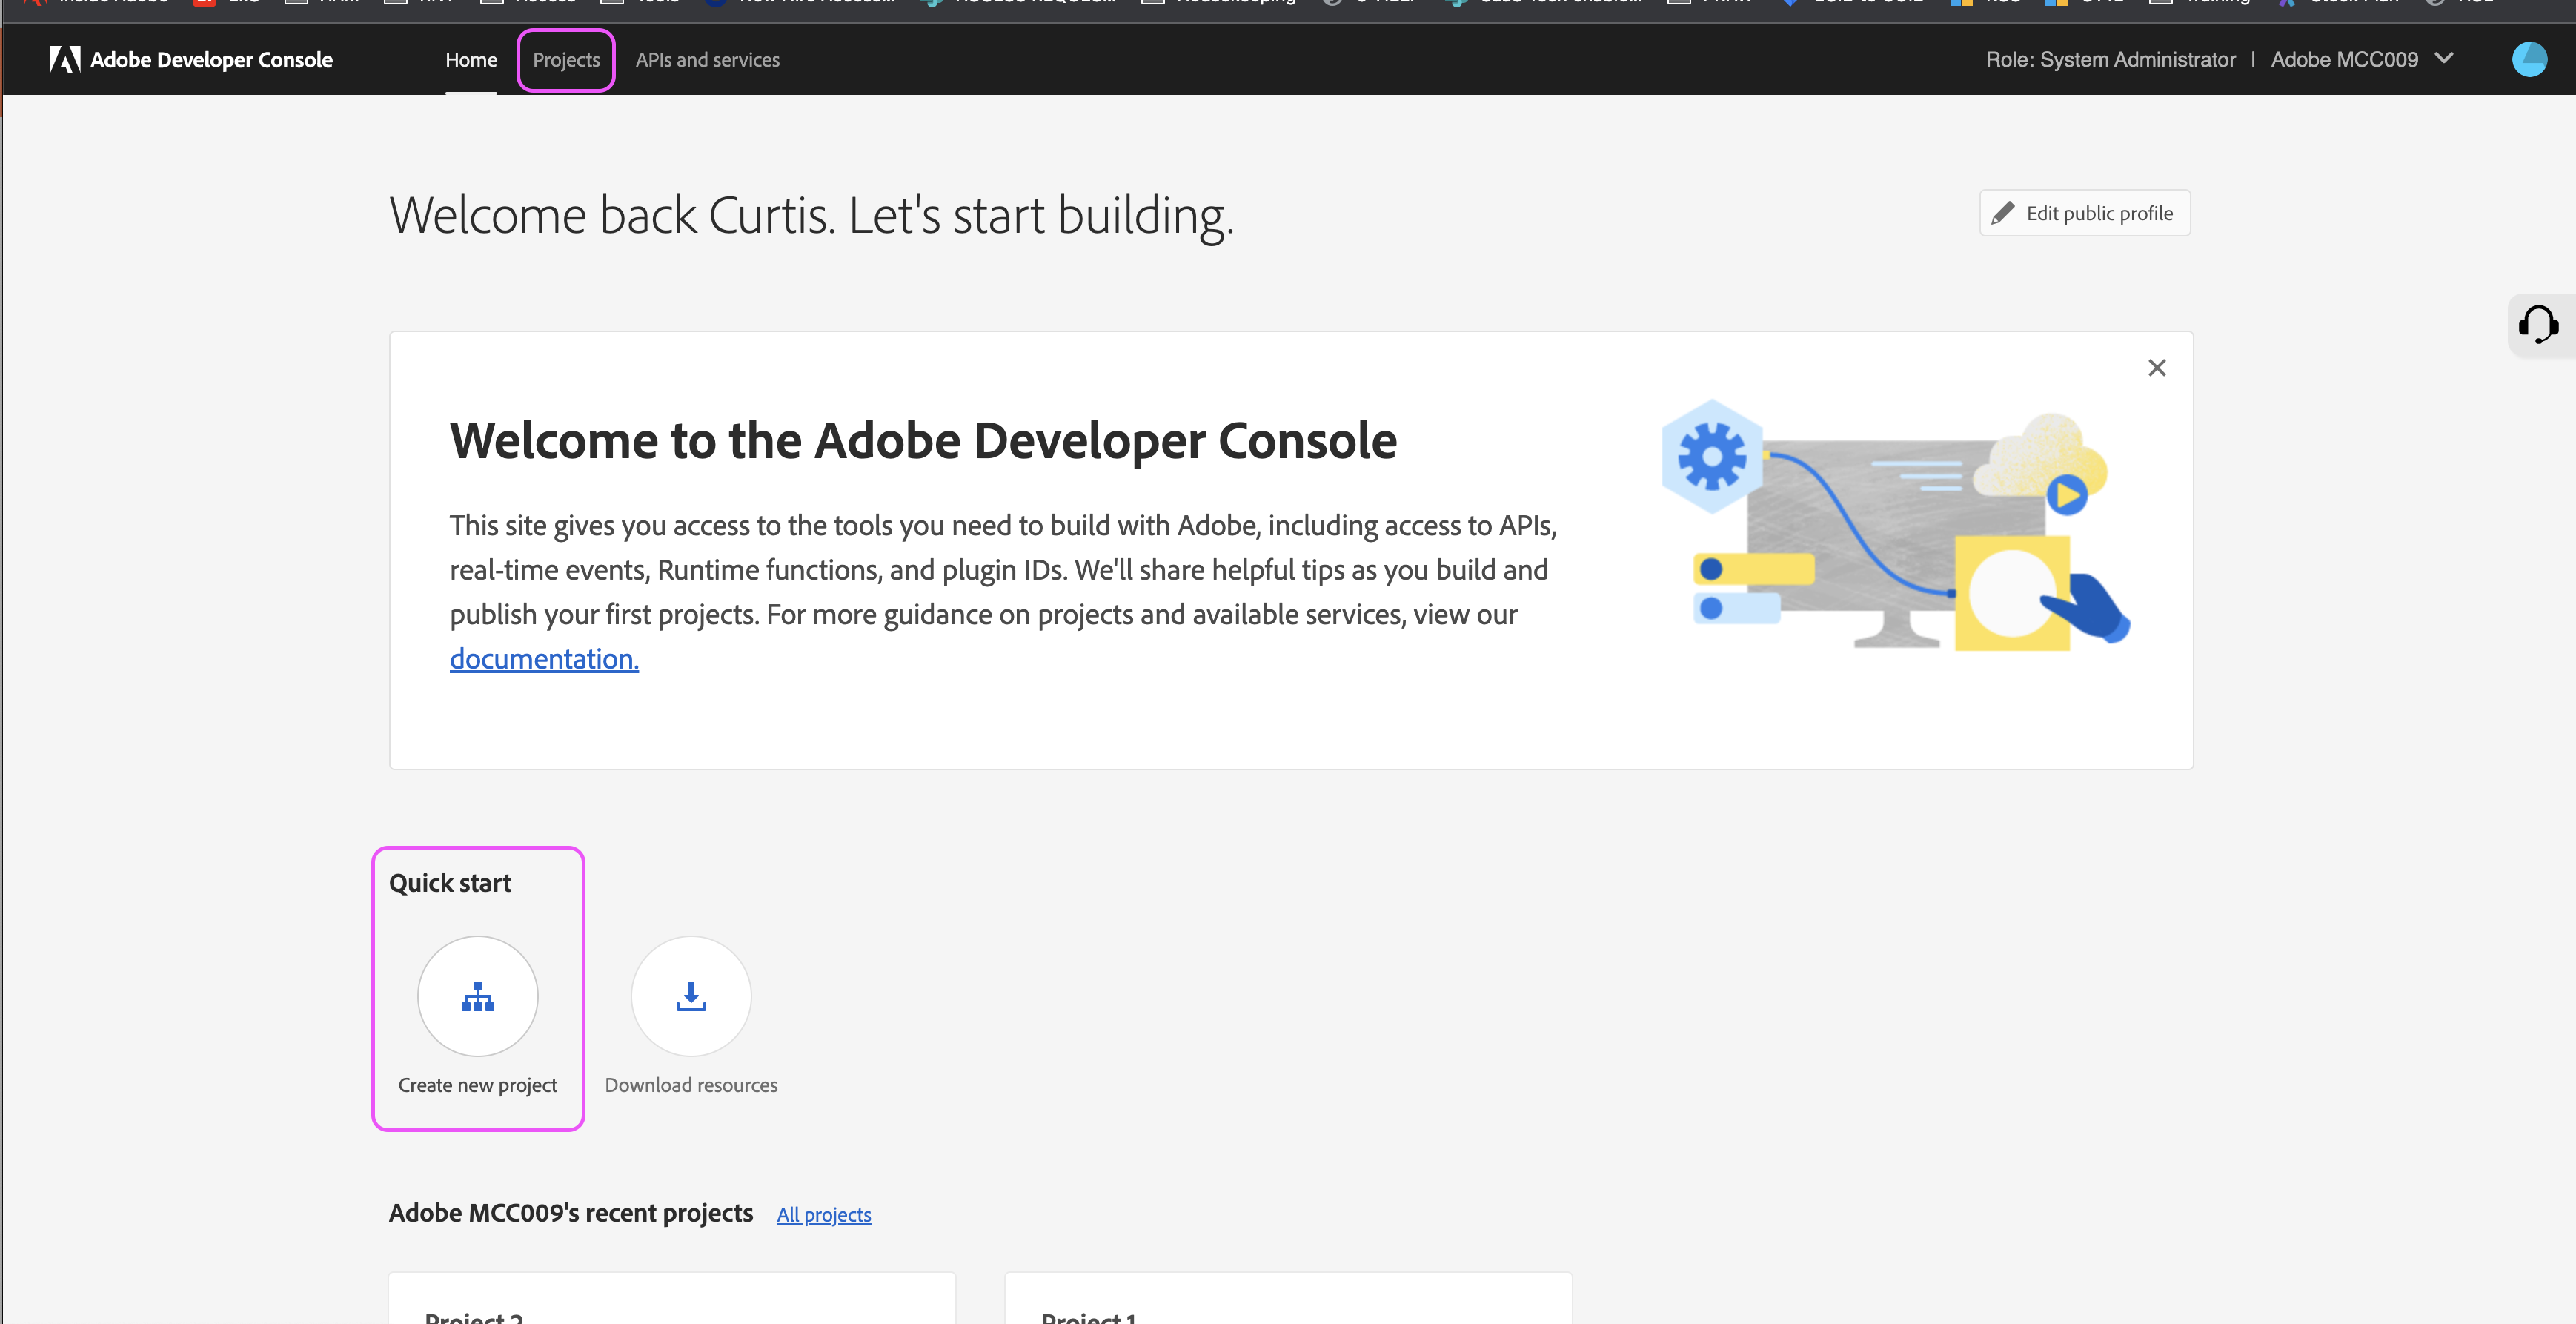 Adobe Developer Console Home Projects APIs and services Role: System Administrator | Adobe MCC009
Welcome back Curtis. Let's start building.
Edit public profile
Welcome to the Adobe Developer Console
This site gives you access to the tools you need to build with Adobe, including access to APIs,
real-time events, Runtime functions, and plugin IDs. We'll share helpful tips as you build and
publish your first projects. For more guidance on projects and available services, view our
documentation.
Quick start
Create new project Download resources
Adobe MCC009's recent projects All projects
Project 2 Project 1